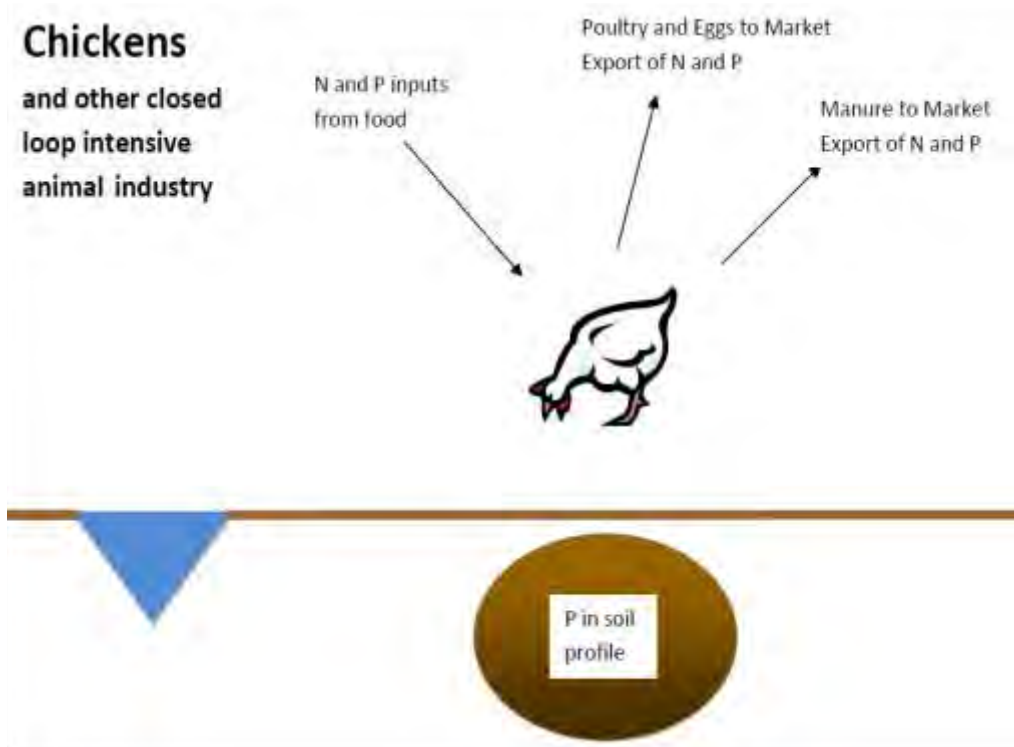 Chickens
and other closed
loop intensive
animal industry
N and P inputs
from food
Poultry and Eggs to Market
Export of N and P
Manure to Market
Export of N and P
P in soil
profile